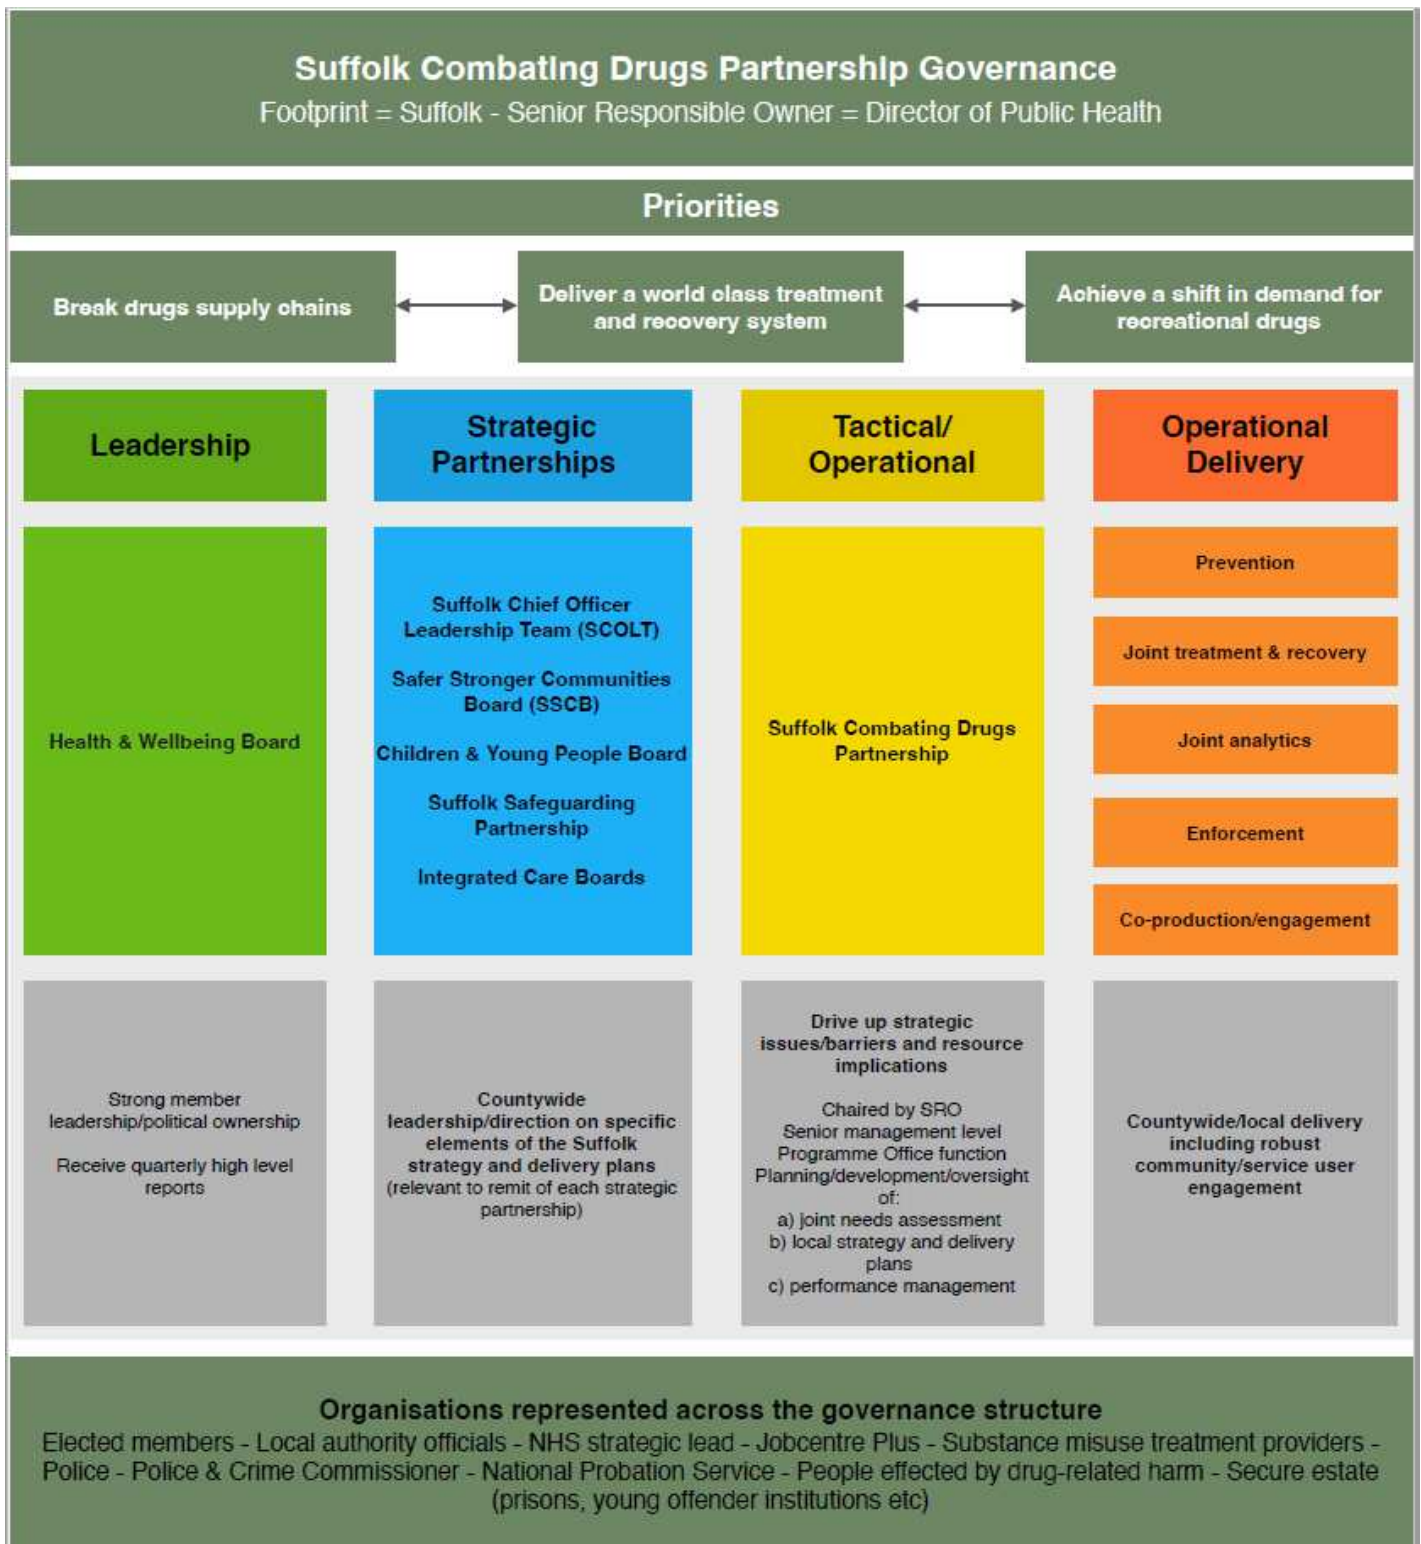 Suffolk Combating Drugs Partnership Governance
Footprint = Suffolk - Senior Responsible Owner = Director of Public Health
Priorities
Break drugs supply chains
Deliver a world class treatment
and recovery system
Achieve a shift in demand for
recreational drugs
Leadership
Strategic
Partnerships
Tactical/
Operational
Operational
Delivery
Health & Wellbeing Board
Suffolk Chief Officer
Leadership Team (SCOLT)
Safer Stronger Communities
Board (SSCB)
Children & Young People Board
Suffolk Safeguarding
Partnership
Integrated Care Boards
Suffolk Combating Drugs
Partnership
Prevention
Joint treatment & recovery
Joint analytics
Enforcement
Co-production/engagement
Strong member
leadership/political ownership
Receive quarterly high level
reports
Countywide
leadership/direction on specific
elements of the Suffolk
strategy and delivery plans
(relevant to remit of each strategic
partnership)
Drive up strategic
issues/barriers and resource
implications
Chaired by SRO
Senior management level
Programme Office function
Planning/development/oversight
of:
a) joint needs assessment
b) local strategy and delivery
plans
c) performance management
Countywide/local delivery
including robust
community/service user
engagement
Organisations represented across the governance structure
Elected members - Local authority officials - NHS strategic lead - Jobcentre Plus - Substance misuse treatment providers -
Police - Police & Crime Commissioner - National Probation Service - People effected by drug-related harm - Secure estate
(prisons, young offender institutions etc)